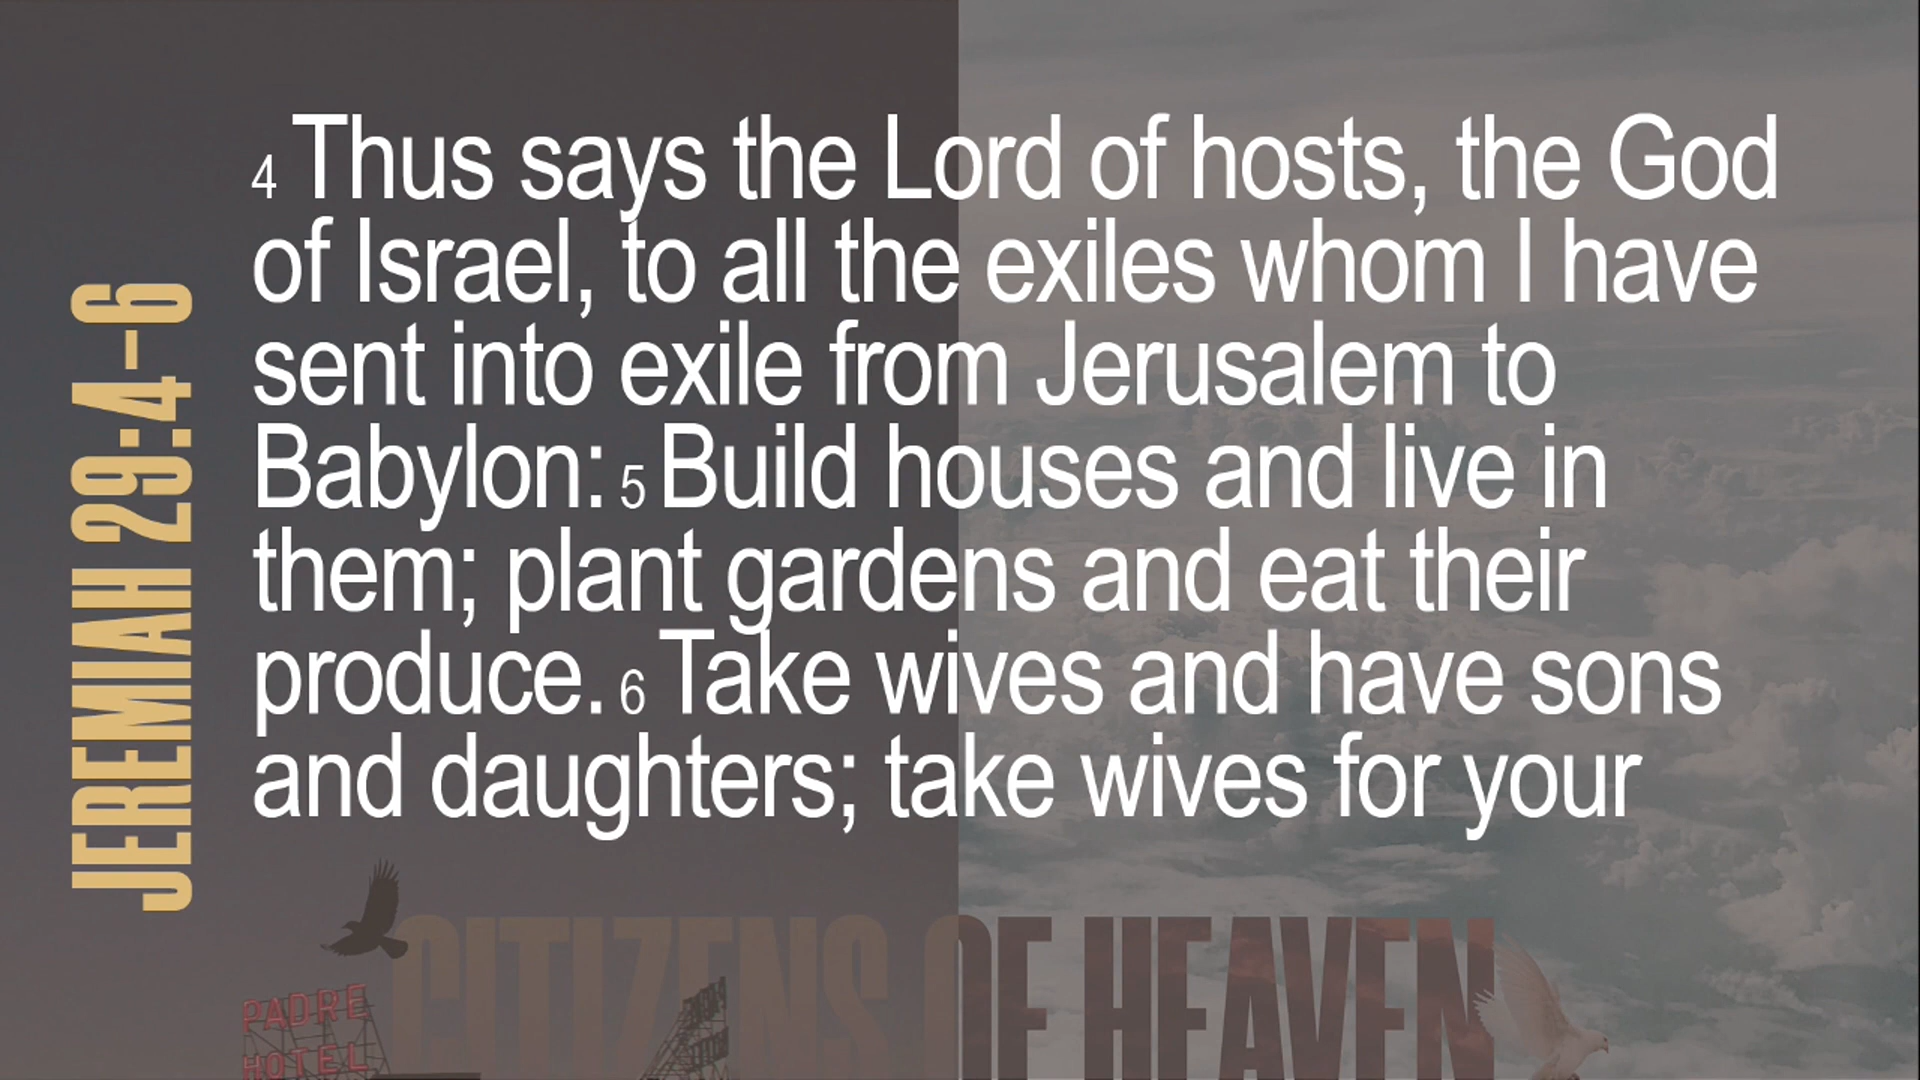 JEREMIAH 29:4–6
4 Thus says the Lord of hosts, the God
of Israel, to all the exiles whom I have
sent into exile from Jerusalem to
Babylon: 5 Build houses and live in
them; plant gardens and eat their
produce. 6 Take wives and have sons
and daughters; take wives for your
CITIZENS OF HEAVEN
PADRE
HOTEL